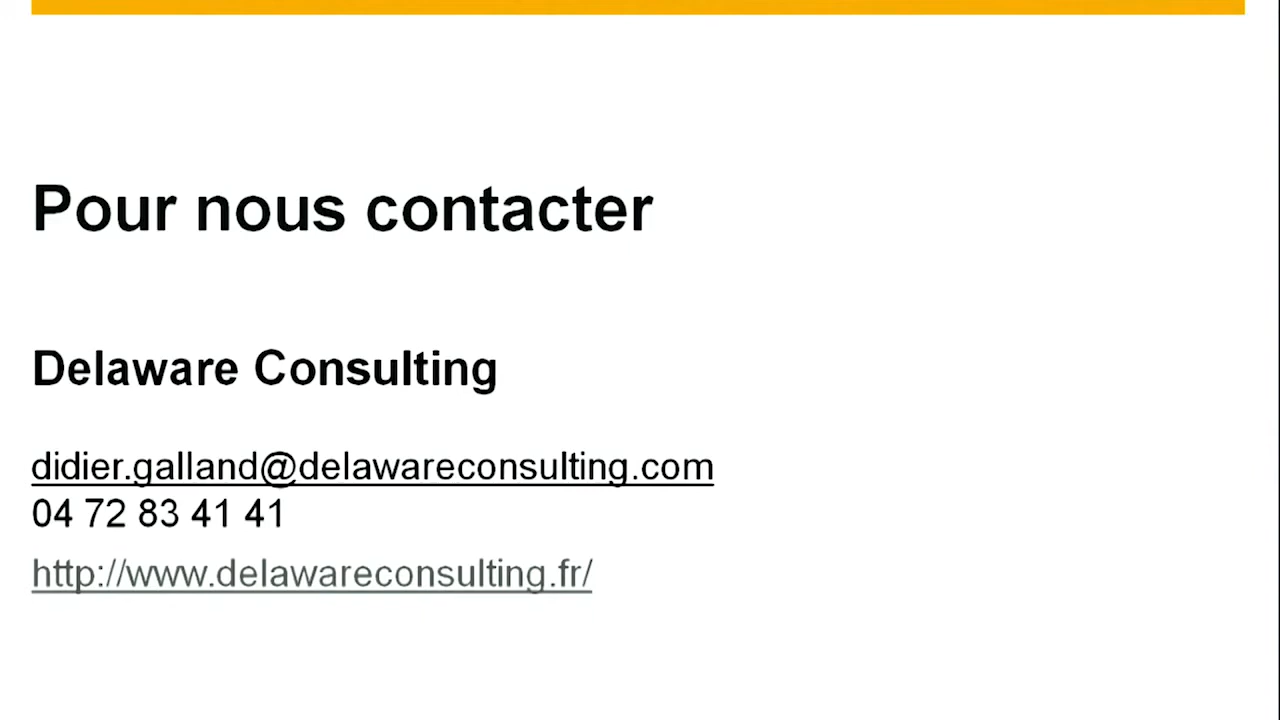 Pour nous contacter
Delaware Consulting
didier.galland@delawareconsulting.com
04 72 83 41 41
http://www.delawareconsulting.fr/